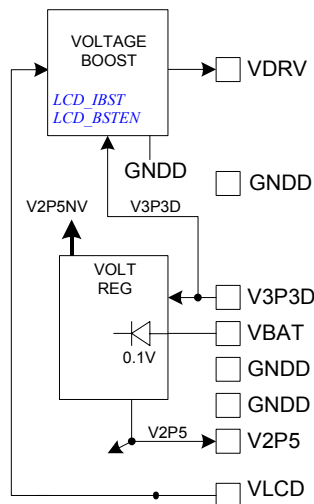 VOLTAGE
BOOST
VDRV
LCD_IBST
LCD_BSTEN
GNDD
GNDD
V2P5NV
V3P3D
VOLT
REG
V3P3D
VBAT
0.1V
GNDD
GNDD
V2P5
V2P5
VLCD